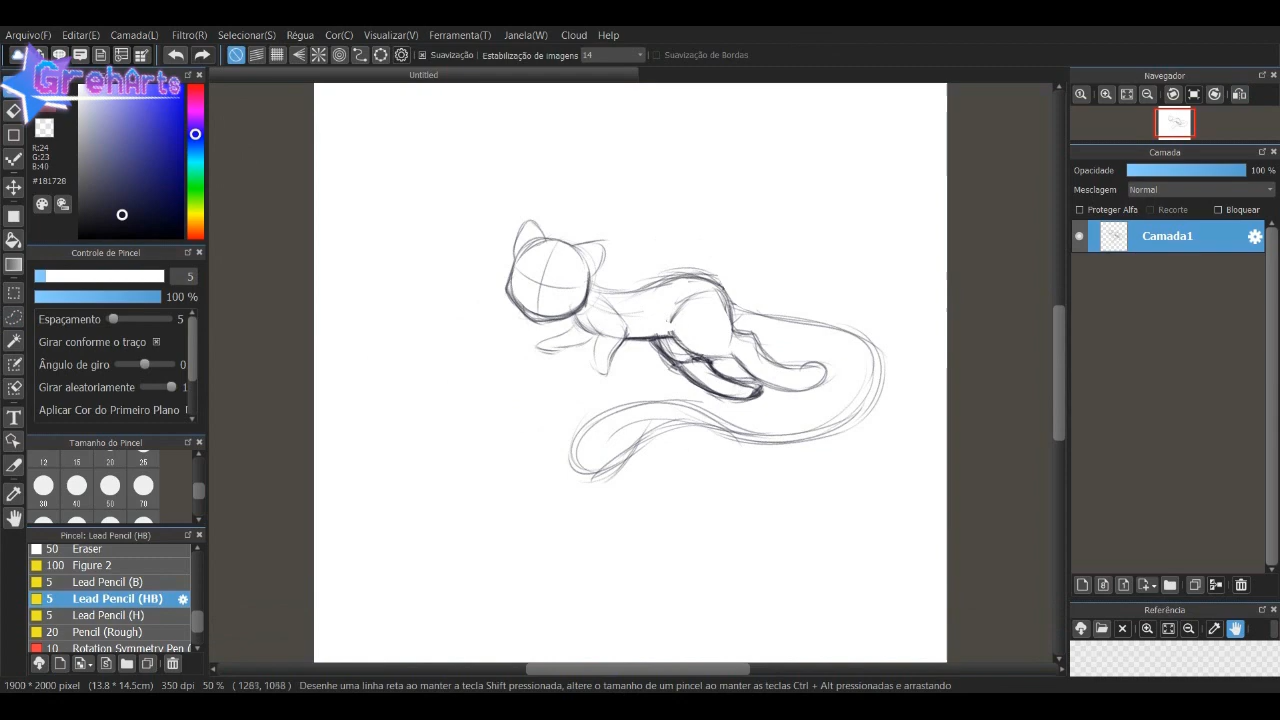 Arquivo(F) Editar(E) Camada(L) Filtro(R) Selecionar(S) Régua Cor(C) Visualizar(V) Ferramenta(T) Janela(W) Cloud Help
Suavização Estabilização de imagens 14 Suavização de Bordas
Untitled
GrehArts
R:24
G:23
B:40
#181728
Controle de Pincel
5
100 %
Espaçamento 5
Girar conforme o traço
Ângulo de giro 0
Girar aleatoriamente 1
Aplicar Cor do Primeiro Plano
Tamanho do Pincel
12 15 20 25
30 40 50 70
Pincel: Lead Pencil (HB)
50 Eraser
100 Figure 2
5 Lead Pencil (B)
5 Lead Pencil (HB)
5 Lead Pencil (H)
20 Pencil (Rough)
10 Rotation Symmetry Pen (
Navegador
Camada
Opacidade 100 %
Mesclagem Normal
Proteger Alfa Recorte Bloquear
Camada1
Referência
1900 * 2000 pixel (13.8 * 14.5cm) 350 dpi 50 % ( 1283, 1088 ) Desenhe uma linha reta ao manter a tecla Shift pressionada, altere o tamanho de um pincel ao manter as teclas Ctrl + Alt pressionadas e arrastando